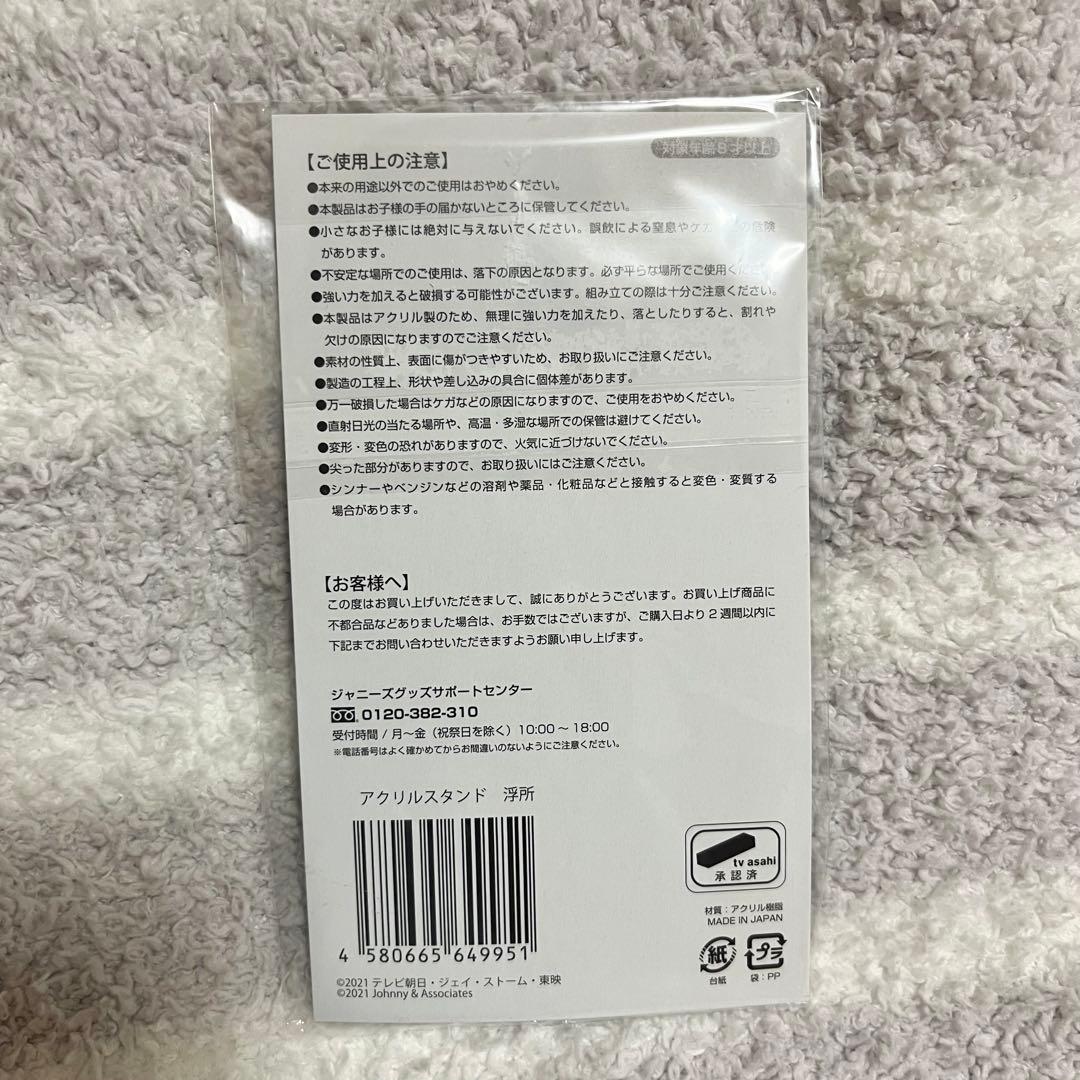 【ご使用上の注意】
対象年齢8才以上
●本来の用途以外でのご使用はおやめください。
●本製品はお子様の手の届かないところに保管してください。
●小さなお子様には絶対に与えないでください。誤飲による窒息やケガ の危険
があります。
●不安定な場所でのご使用は、落下の原因となります。必ず平らな場所でご使用くだ
●強い力を加えると破損する可能性がございます。組み立ての際は十分ご注意ください。
●本製品はアクリル製のため、無理に強い力を加えたり、落としたりすると、割れや
欠けの原因になりますのでご注意ください。
●素材の性質上、表面に傷がつきやすいため、お取り扱いにご注意ください。
●製造の工程上、形状や差し込みの具合に個体差があります。
●万一破損した場合はケガなどの原因になりますので、ご使用をおやめください。
●直射日光の当たる場所や、高温・多湿な場所での保管は避けてください。
●変形・変色の恐れがありますので、火気に近づけないでください。
●尖った部分がありますので、お取り扱いにはご注意ください。
●シンナーやベンジンなどの溶剤や薬品・化粧品などと接触すると変色・変質する
場合があります。
【お客様へ】
この度はお買い上げいただきまして、誠にありがとうございます。お買い上げ商品に
不都合品などありました場合は、お手数ではございますが、ご購入日より2週間以内に
下記までお問い合わせいただきますようお願い申し上げます。
ジャニーズグッズサポートセンター
0120-382-310
受付時間 / 月〜金（祝祭日を除く）10:00〜18:00
※電話番号はよく確かめてからお間違いのないようにご注意ください。
アクリルスタンド 浮所
4 580665 649951
©2021 テレビ朝日・ジェイ・ストーム・東映
©2021 Johnny & Associates
tv asahi
承認済
材質：アクリル樹脂
MADE IN JAPAN
紙 プラ
台紙 袋：PP